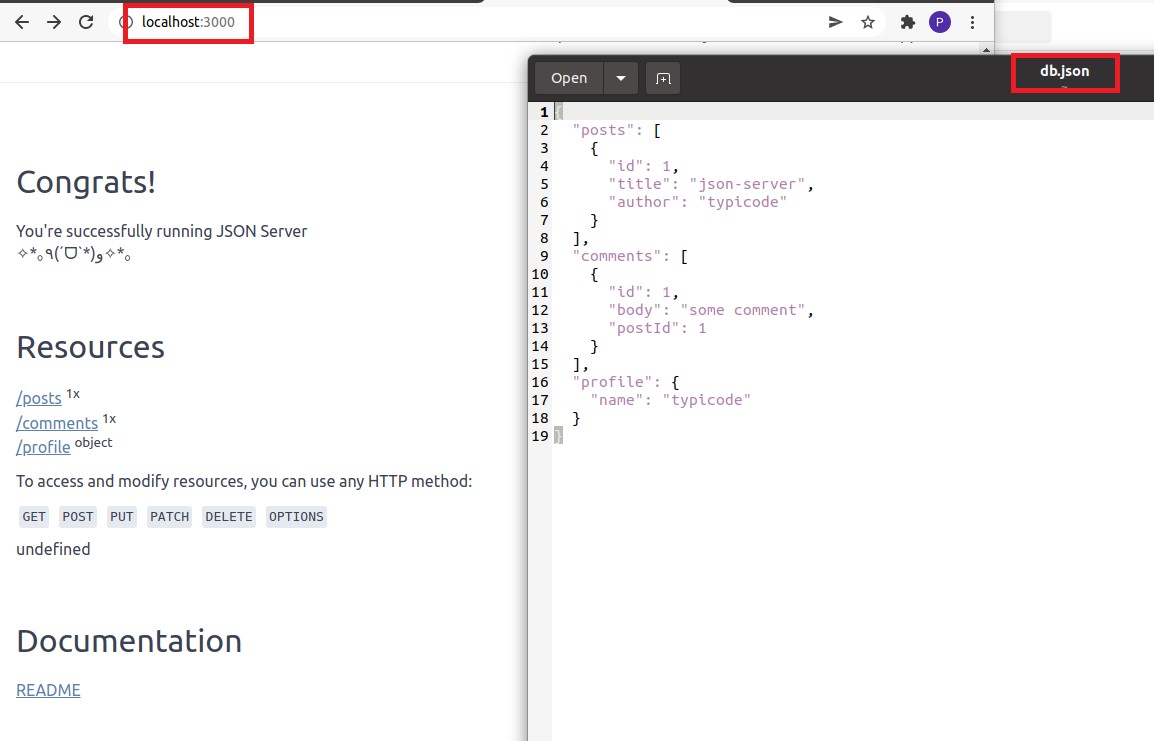 localhost:3000
P
Congrats!
You're successfully running JSON Server
✧*｡٩(ˊᗜˋ*)و✧*｡
Resources
/posts 1x
/comments 1x
/profile object
To access and modify resources, you can use any HTTP method:
GET POST PUT PATCH DELETE OPTIONS
undefined
Documentation
README
Open
db.json
~
1 {
2 "posts": [
3 {
4 "id": 1,
5 "title": "json-server",
6 "author": "typicode"
7 }
8 ],
9 "comments": [
10 {
11 "id": 1,
12 "body": "some comment",
13 "postId": 1
14 }
15 ],
16 "profile": {
17 "name": "typicode"
18 }
19 }